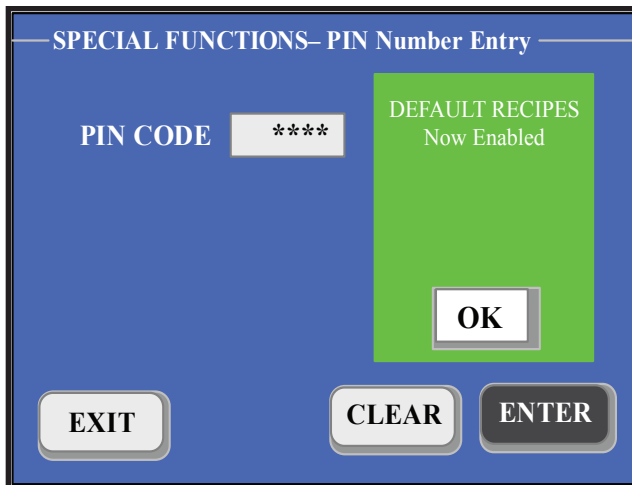 SPECIAL FUNCTIONS– PIN Number Entry
PIN CODE
****
DEFAULT RECIPES
Now Enabled
OK
EXIT
CLEAR
ENTER